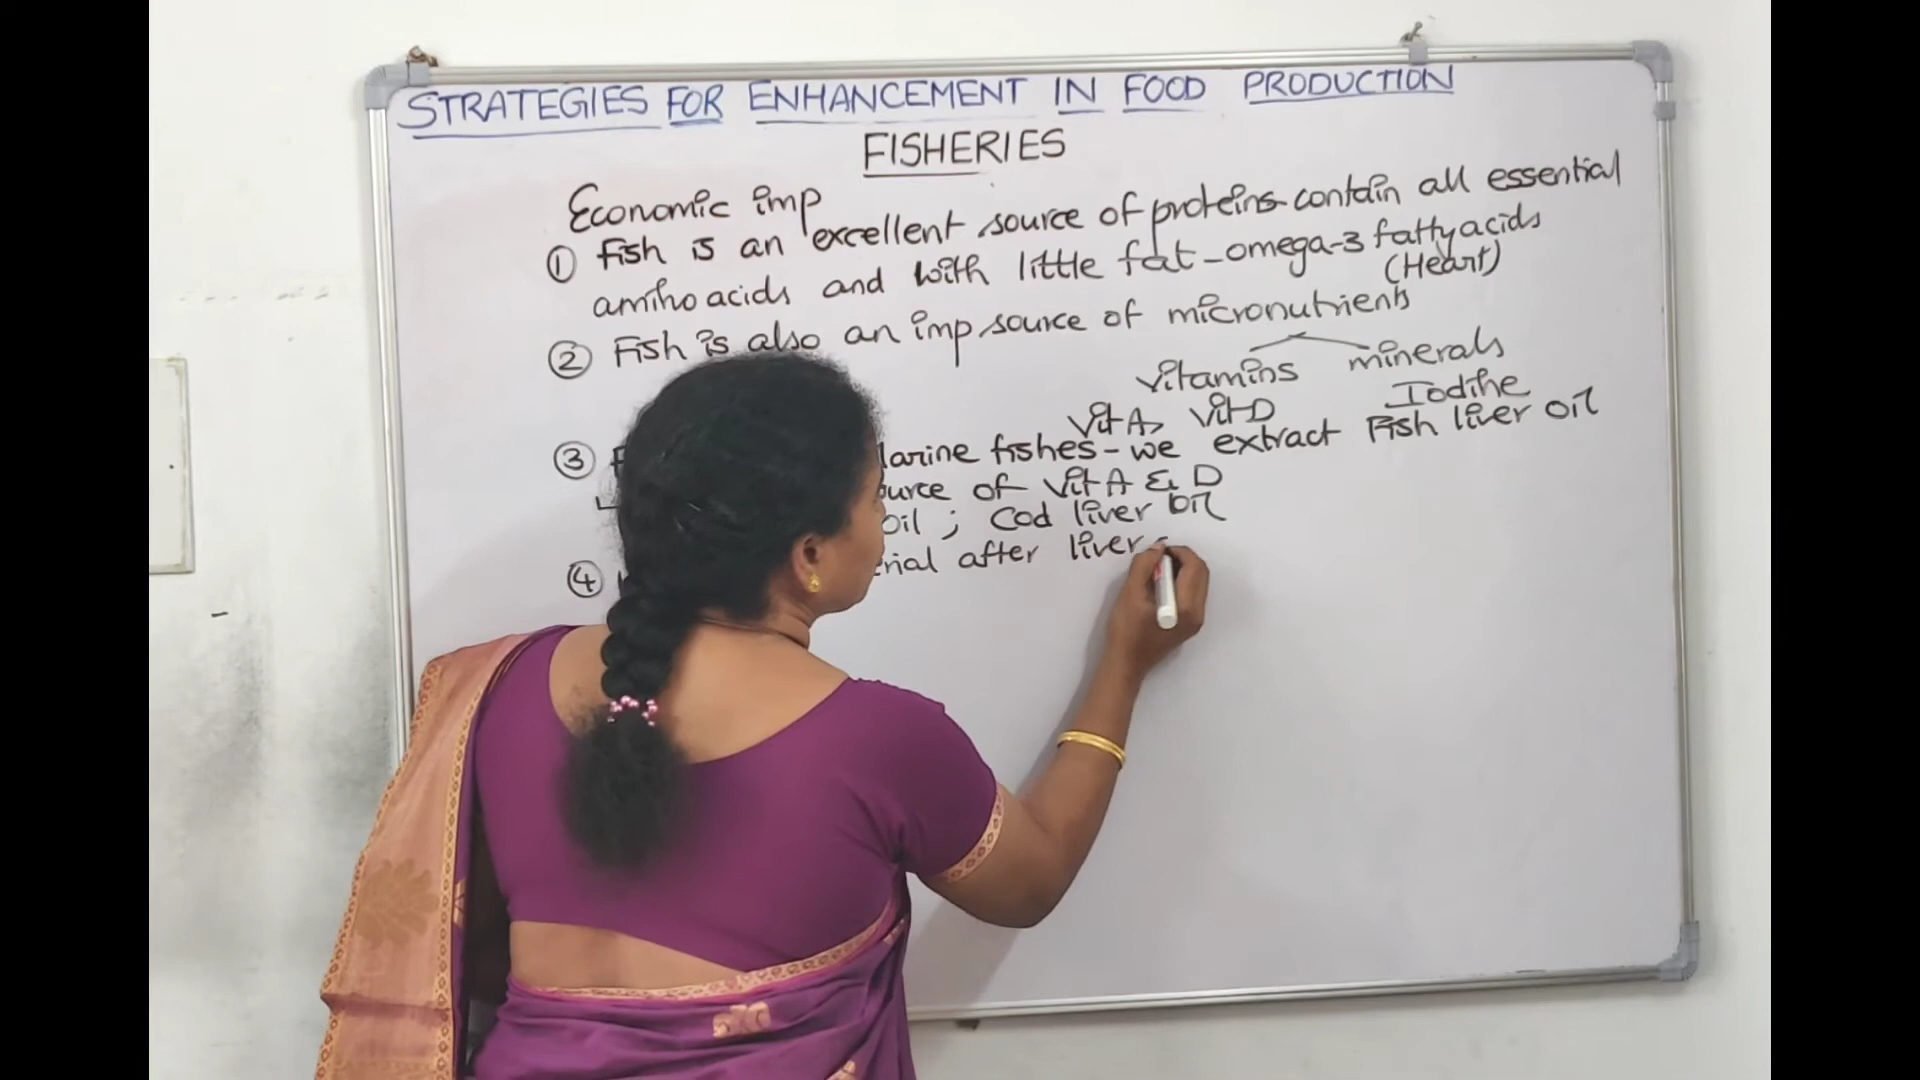 STRATEGIES FOR ENHANCEMENT IN FOOD PRODUCTION
FISHERIES
Economic imp
① Fish is an excellent source of proteins contain all essential
amino acids and with little fat - omega-3 fatty acids
(Heart)
② Fish is also an imp source of micronutrients
vitamins minerals
Vit A, Vit D Iodine
③ fishes - we extract Fish liver oil
of Vit A & D
oil ; Cod liver oil
④ after liver